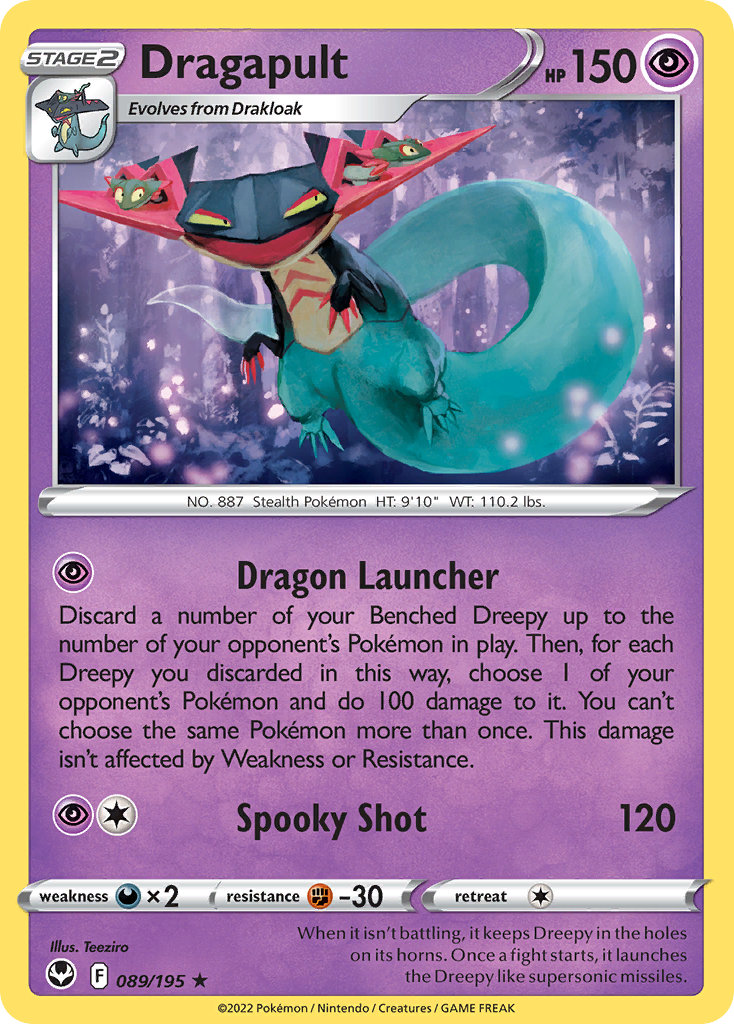 STAGE 2
Dragapult
HP 150
Evolves from Drakloak
NO. 887 Stealth Pokémon HT: 9'10" WT: 110.2 lbs.
Dragon Launcher
Discard a number of your Benched Dreepy up to the
number of your opponent's Pokémon in play. Then, for each
Dreepy you discarded in this way, choose 1 of your
opponent's Pokémon and do 100 damage to it. You can't
choose the same Pokémon more than once. This damage
isn't affected by Weakness or Resistance.
Spooky Shot 120
weakness ×2 resistance -30 retreat
When it isn't battling, it keeps Dreepy in the holes
on its horns. Once a fight starts, it launches
the Dreepy like supersonic missiles.
Illus. Teeziro
F 089/195 ★
©2022 Pokémon / Nintendo / Creatures / GAME FREAK